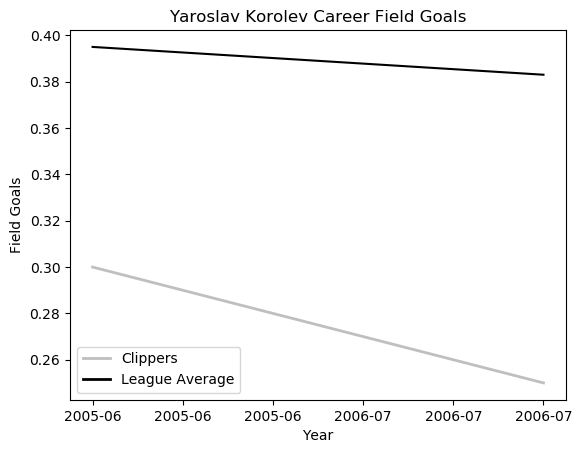 Yaroslav Korolev Career Field Goals
0.40
0.38
0.36
0.34
0.32
0.30
0.28
0.26
Field Goals
Clippers
League Average
2005-06 2005-06 2005-06 2006-07 2006-07 2006-07
Year